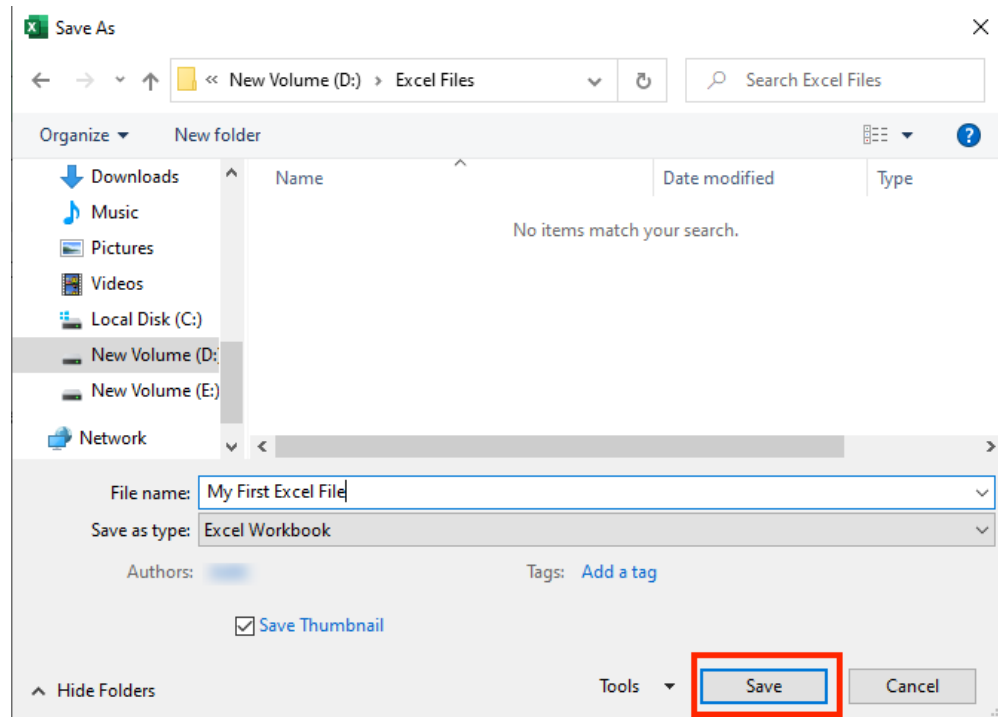 Save As
« New Volume (D:) › Excel Files
Search Excel Files
Organize
New folder
Downloads
Music
Pictures
Videos
Local Disk (C:)
New Volume (D:
New Volume (E:)
Network
Name
Date modified
Type
No items match your search.
File name: My First Excel File
Save as type: Excel Workbook
Authors:
Tags: Add a tag
Save Thumbnail
Hide Folders
Tools
Save
Cancel